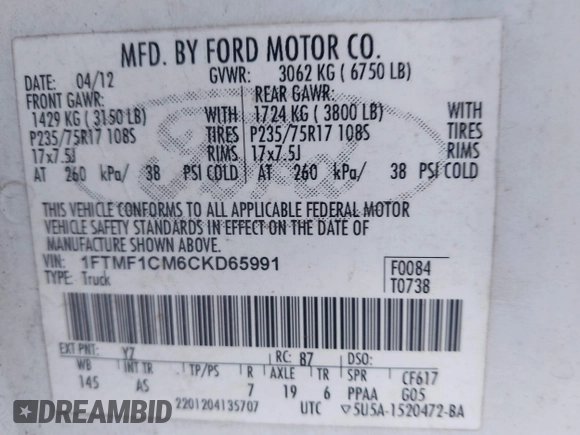 MFD. BY FORD MOTOR CO.
DATE: 04/12 GVWR: 3062 KG ( 6750 LB)
FRONT GAWR: REAR GAWR:
1429 KG ( 3150 LB) WITH 1724 KG ( 3800 LB) WITH
P235/75R17 108S TIRES P235/75R17 108S TIRES
17x7.5J RIMS 17x7.5J RIMS
AT 260 kPa/ 38 PSI COLD AT 260 kPa/ 38 PSI COLD
Ford
THIS VEHICLE CONFORMS TO ALL APPLICABLE FEDERAL MOTOR
VEHICLE SAFETY STANDARDS IN EFFECT ON THE DATE OF
MANUFACTURE SHOWN ABOVE.
VIN: 1FTMF1CM6CKD65991 F0084
TYPE: Truck T0738
EXT PNT: YZ RC: 87 DSO:
WB INT TR TP/PS R AXLE TR SPR CF617
145 AS 7 19 6 PPAA G05
2201204135707 UTC ▽5U5A-1520472-BA
DREAMBID